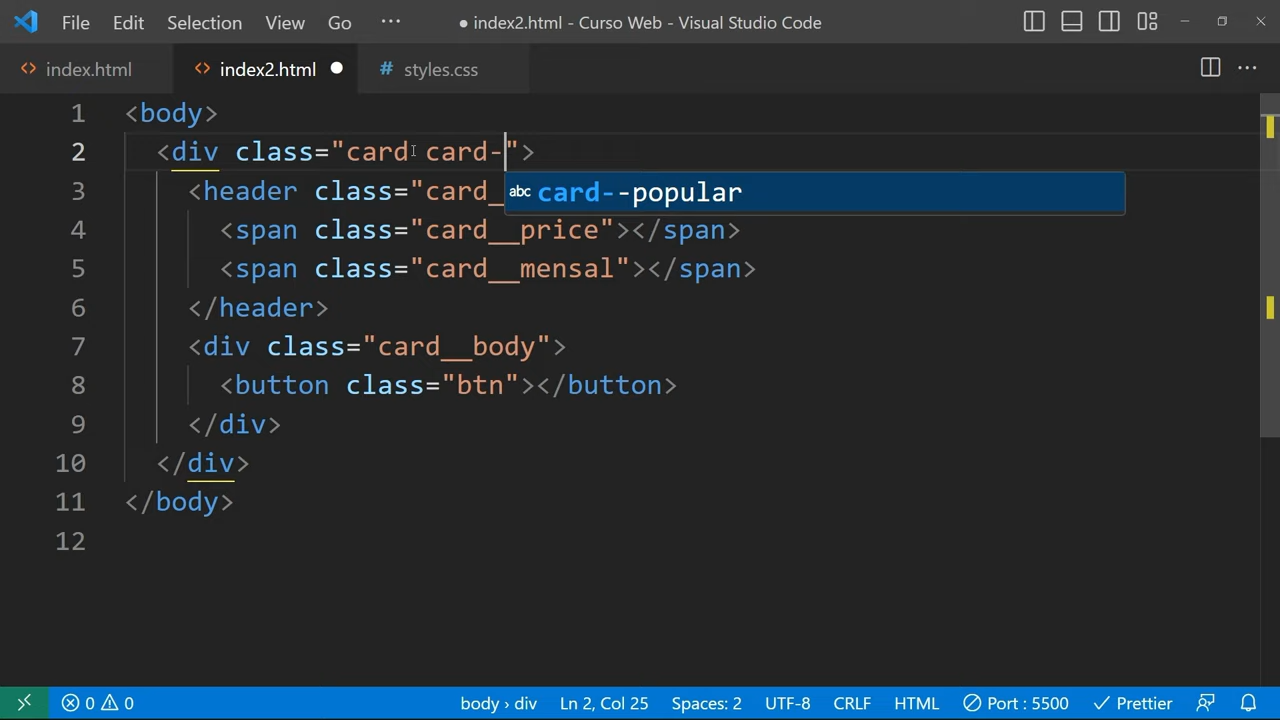 File Edit Selection View Go ··· ● index2.html - Curso Web - Visual Studio Code
<> index.html <> index2.html ● # styles.css ···
1 <body>
2 <div class="card card-">
card--popular
3 <header class="card_
4 <span class="card__price"></span>
5 <span class="card__mensal"></span>
6 </header>
7 <div class="card__body">
8 <button class="btn"></button>
9 </div>
10 </div>
11 </body>
12
0 0 body › div Ln 2, Col 25 Spaces: 2 UTF-8 CRLF HTML Port : 5500 Prettier